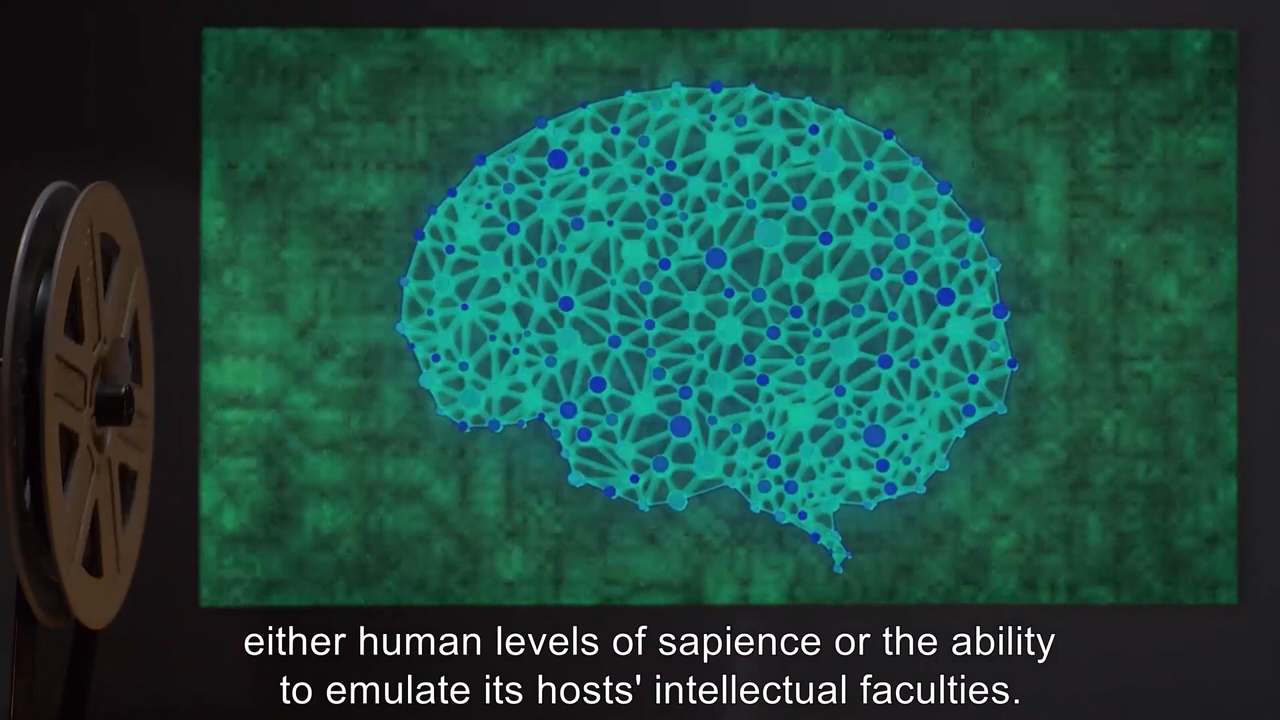 either human levels of sapience or the ability
to emulate its hosts' intellectual faculties.